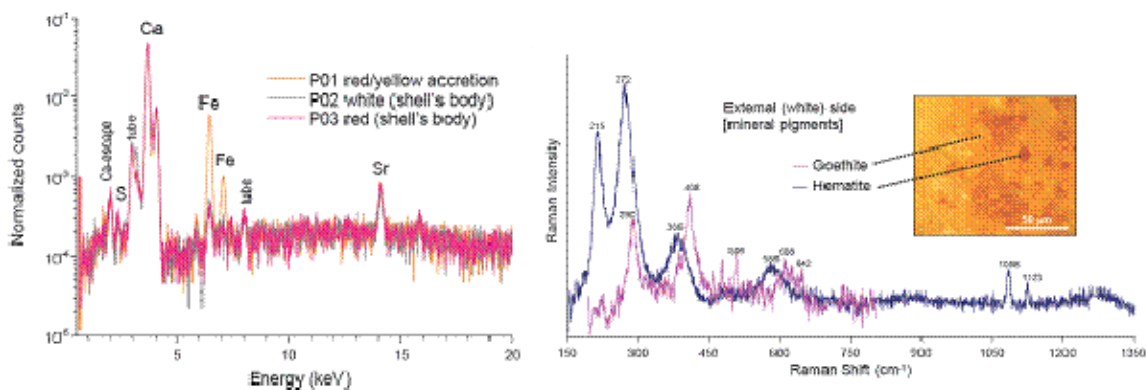 10⁻¹
10⁻²
10⁻³
10⁻⁴
10⁻⁵
Normalized counts
Ca-escape
S
tube
Ca
Fe
Fe
tube
Sr
P01 red/yellow accretion
P02 white (shell's body)
P03 red (shell's body)
5
10
15
20
Energy (keV)
Raman Intensity
215
272
292
408
1123
External (white) side
[mineral pigments]
Goethite
Hematite
50 µm
150
300
450
600
750
900
1050
1200
1350
Raman Shift (cm⁻¹)